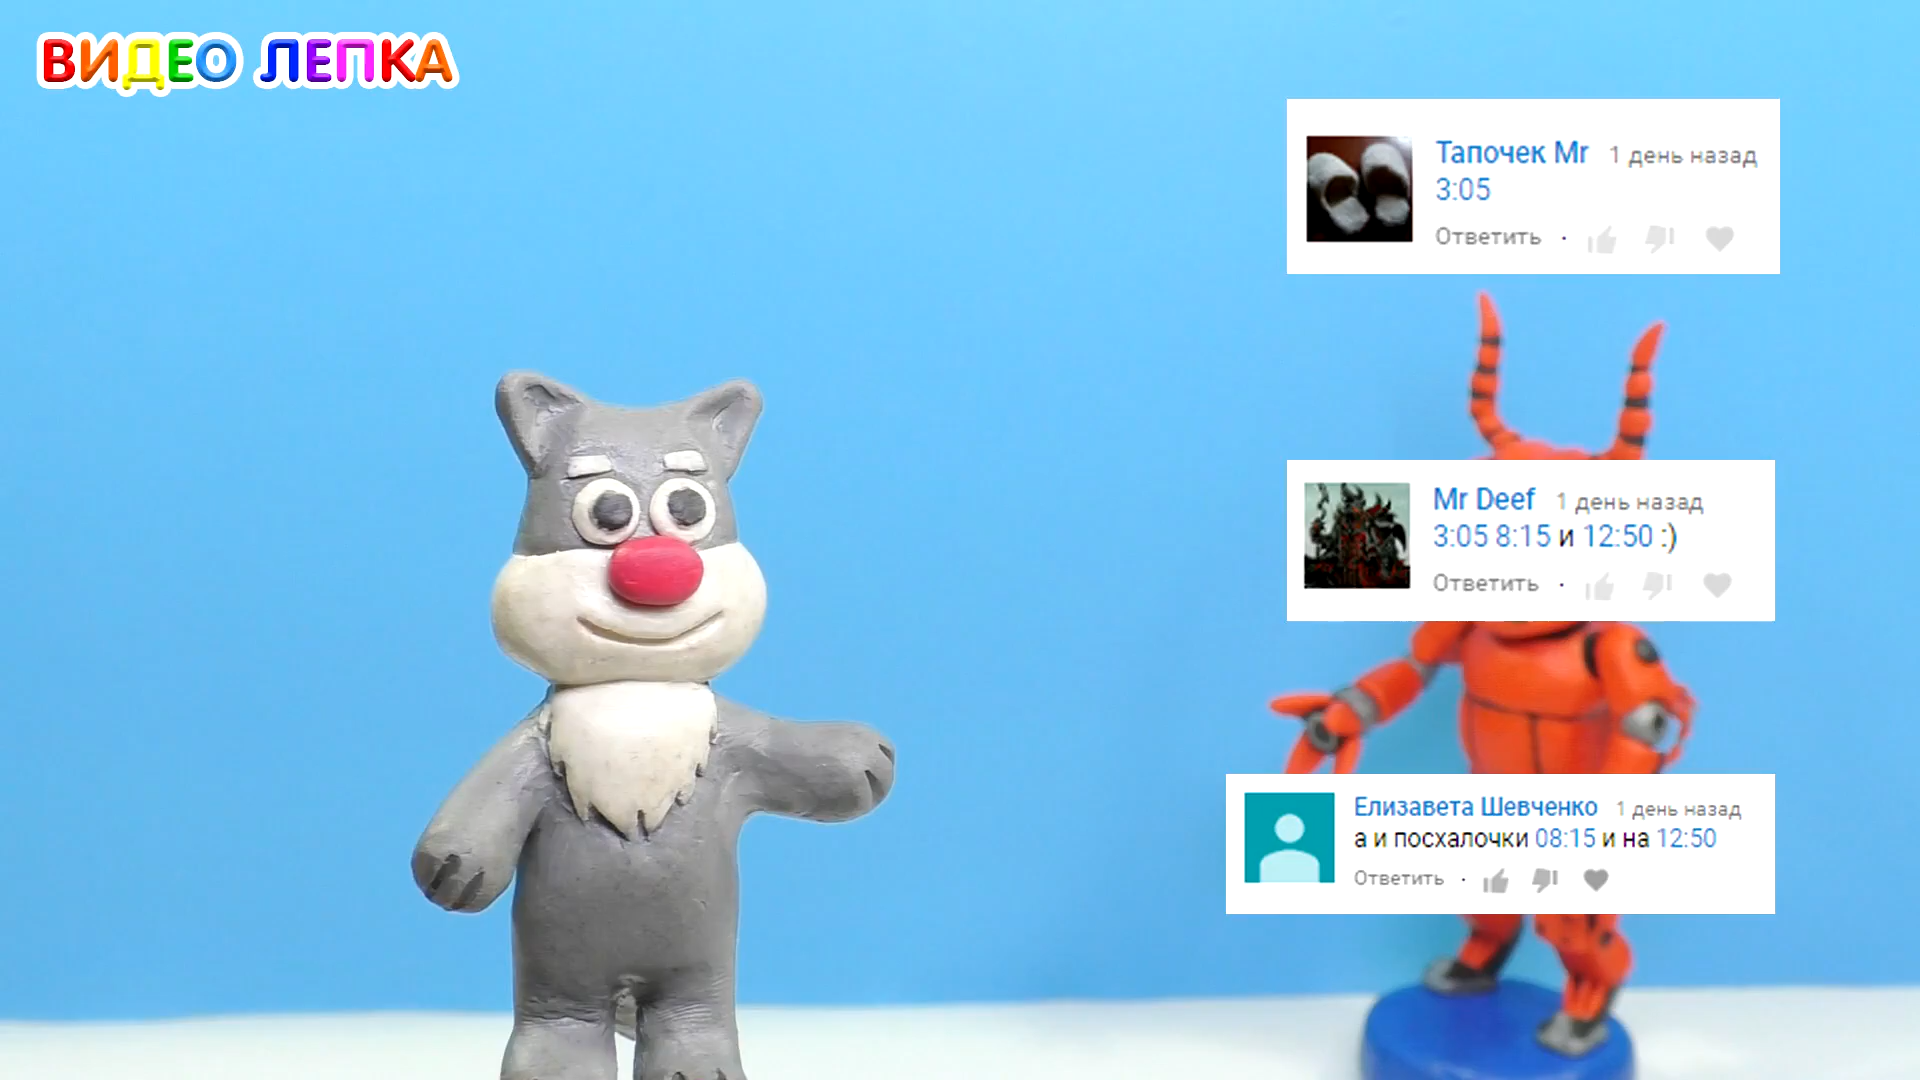 ВИДЕО ЛЕПКА
Тапочек Mr 1 день назад
3:05
Ответить
Mr Deef 1 день назад
3:05 8:15 и 12:50 :)
Ответить
Елизавета Шевченко 1 день назад
а и посхалочки 08:15 и на 12:50
Ответить